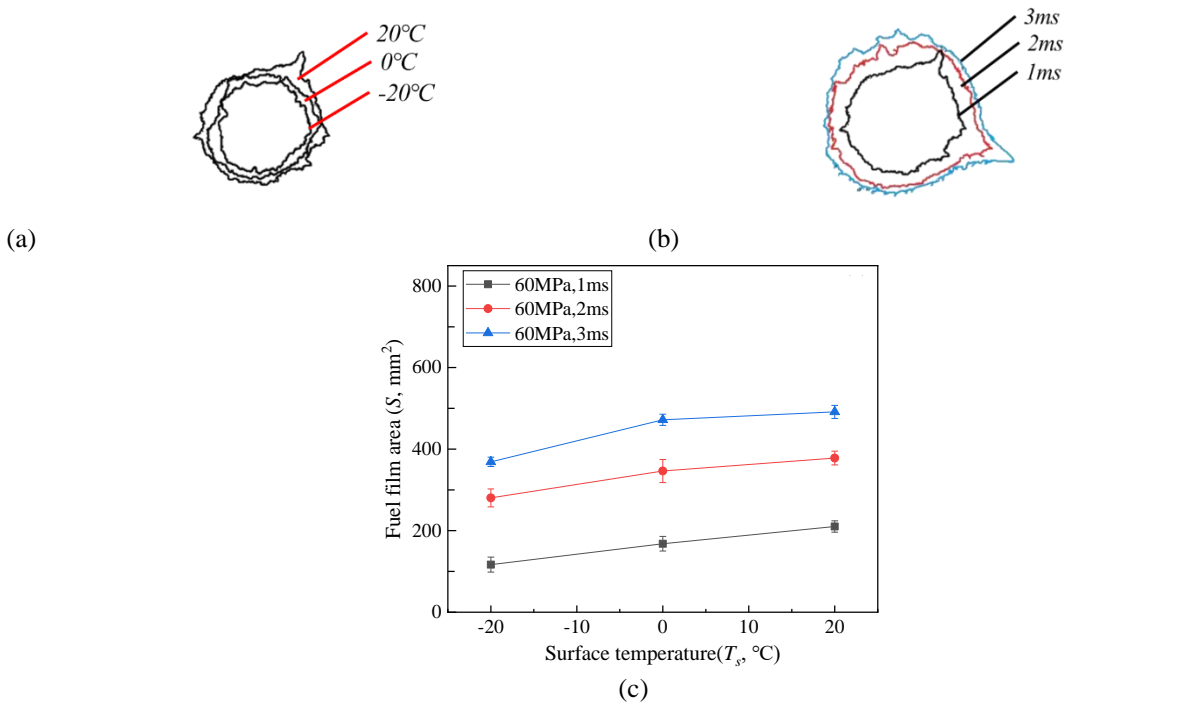 20℃
0℃
-20℃
3ms
2ms
1ms
(a)
(b)
800
600
400
200
0
60MPa,1ms
60MPa,2ms
60MPa,3ms
Fuel film area (S, mm²)
-20
-10
0
10
20
Surface temperature(Tₛ, ℃)
(c)